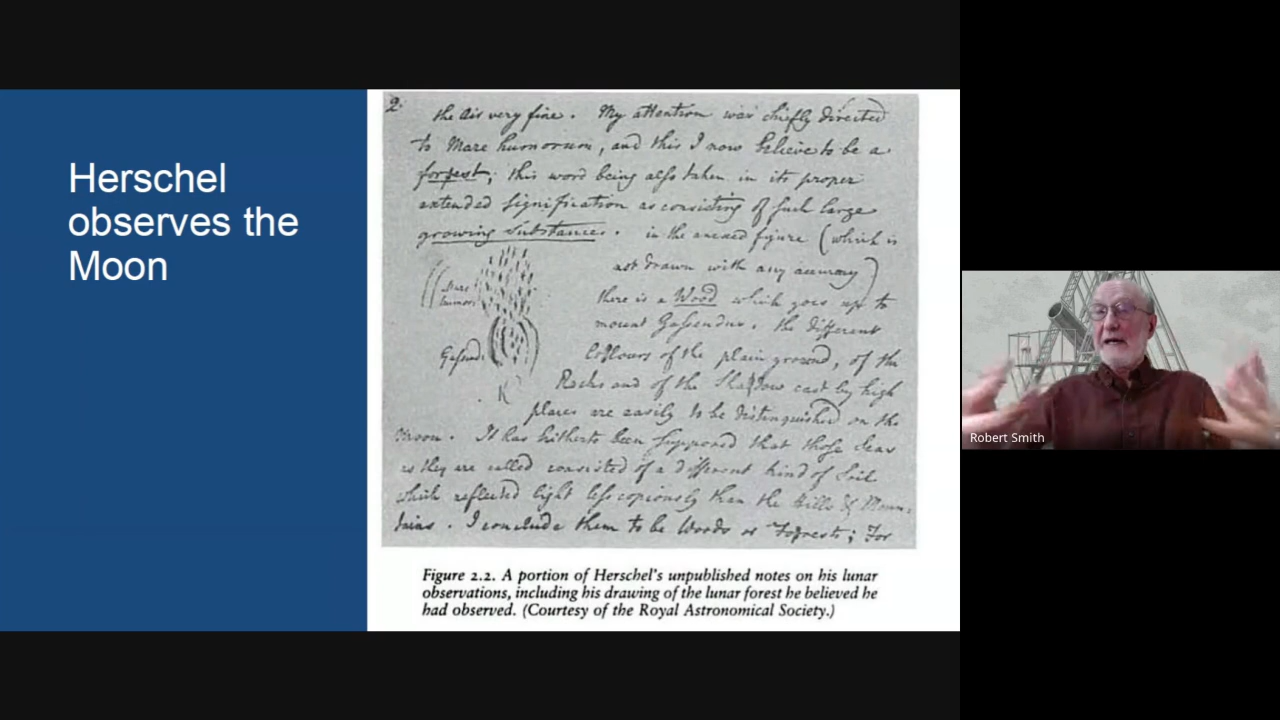 Herschel
observes the
Moon
2.
the Air very fine. My attention was chiefly directed
to Mare humorum, and this I now believe to be a
forrest; this word being also taken in its proper
extended signification as consisting of such large
growing Substances. in the annexed figure (which is
not drawn with any accuracy)
Mare
humor:
there is a Wood which goes up to
mount Gassendus. the different
Gassend:
Collours of the plain ground, of the
Rocks and of the Shaddow cast by high
places are easily to be distinguished on the
Moon. It has hitherto been supposed that those Seas
as they are called consisted of a different kind of Soil
which reflected light less copiously than the Hills & Moun-
tains. I conclude them to be Woods or Forrests; For
Figure 2.2. A portion of Herschel's unpublished notes on his lunar
observations, including his drawing of the lunar forest he believed he
had observed. (Courtesy of the Royal Astronomical Society.)
Robert Smith